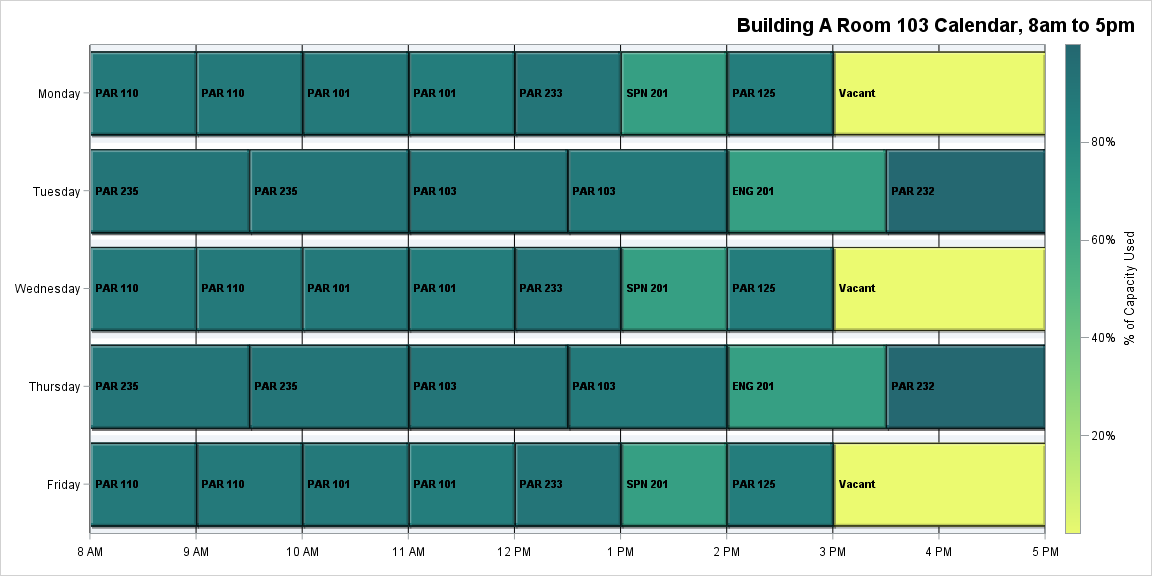 Building A Room 103 Calendar, 8am to 5pm
Monday
PAR 110
PAR 110
PAR 101
PAR 101
PAR 233
SPN 201
PAR 125
Vacant
Tuesday
PAR 235
PAR 235
PAR 103
PAR 103
ENG 201
PAR 232
Wednesday
PAR 110
PAR 110
PAR 101
PAR 101
PAR 233
SPN 201
PAR 125
Vacant
Thursday
PAR 235
PAR 235
PAR 103
PAR 103
ENG 201
PAR 232
Friday
PAR 110
PAR 110
PAR 101
PAR 101
PAR 233
SPN 201
PAR 125
Vacant
8 AM
9 AM
10 AM
11 AM
12 PM
1 PM
2 PM
3 PM
4 PM
5 PM
80%
60%
40%
20%
% of Capacity Used